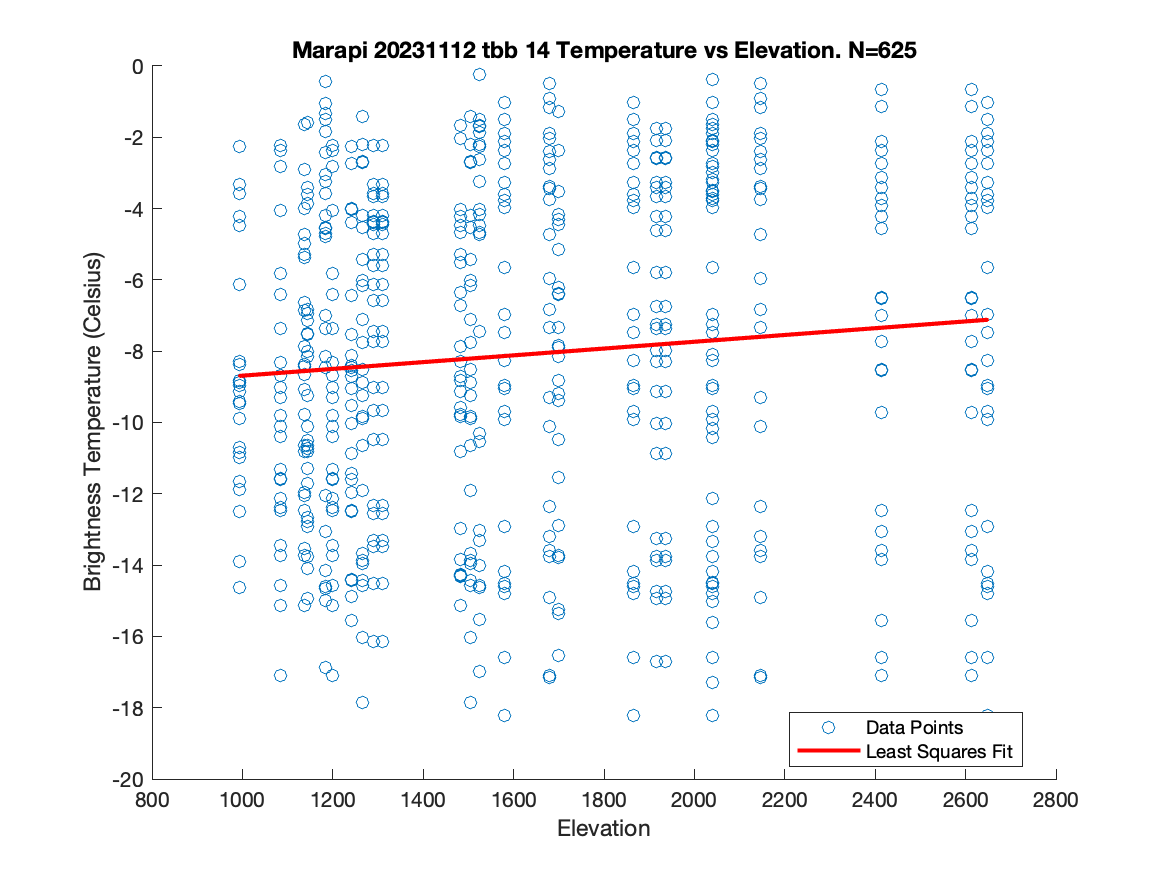 Marapi 20231112 tbb 14 Temperature vs Elevation. N=625
0
-2
-4
-6
-8
-10
-12
-14
-16
-18
-20
Brightness Temperature (Celsius)
Data Points
Least Squares Fit
800 1000 1200 1400 1600 1800 2000 2200 2400 2600 2800
Elevation